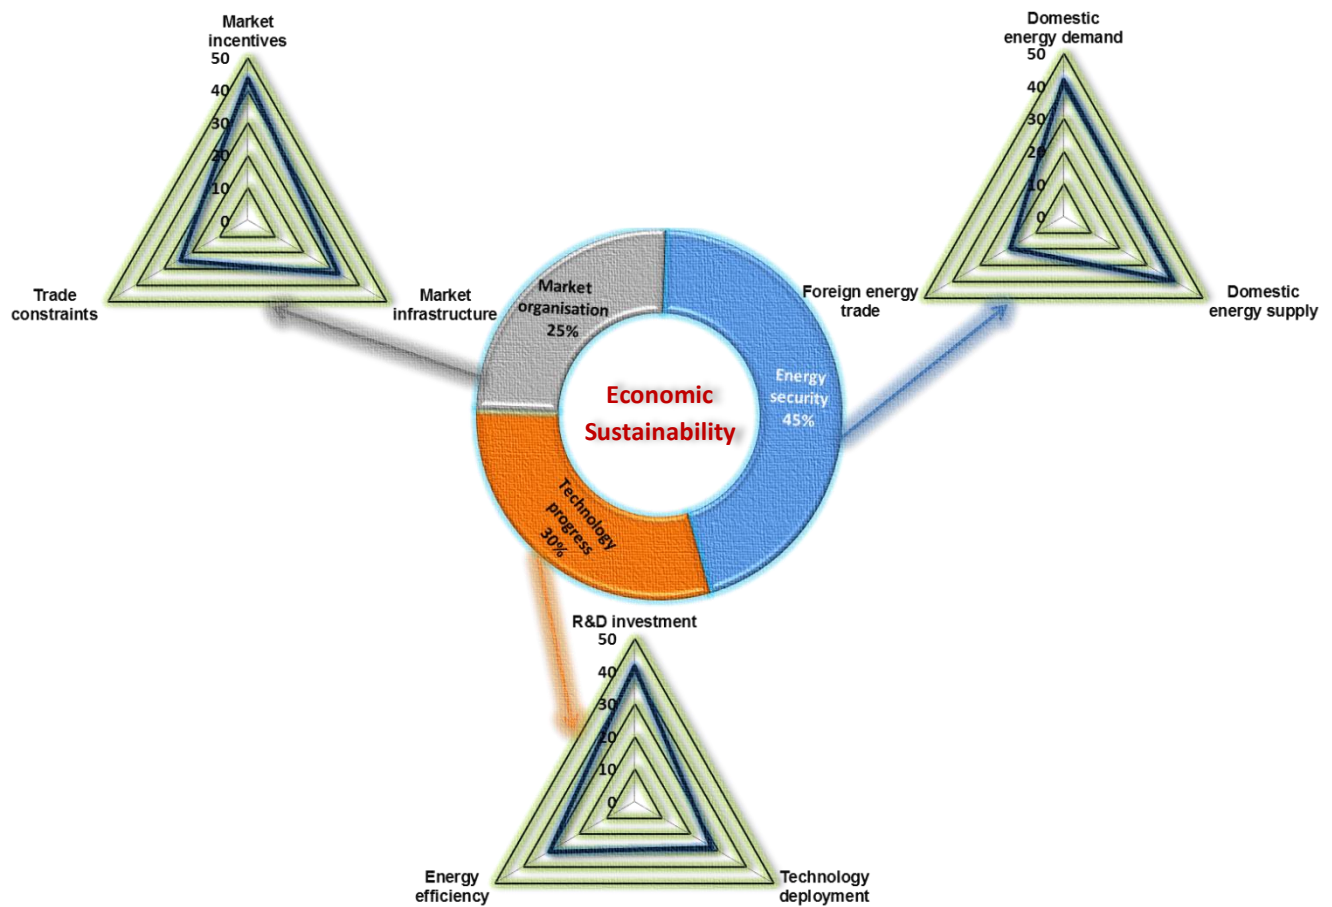 Market
incentives
50
40
30
20
10
0
Trade
constraints
Market
infrastructure
Domestic
energy demand
50
40
30
20
10
0
Foreign energy
trade
Domestic
energy supply
Market
organisation
25%
Energy
security
45%
Technology
progress
30%
Economic
Sustainability
R&D investment
50
40
30
20
10
0
Energy
efficiency
Technology
deployment